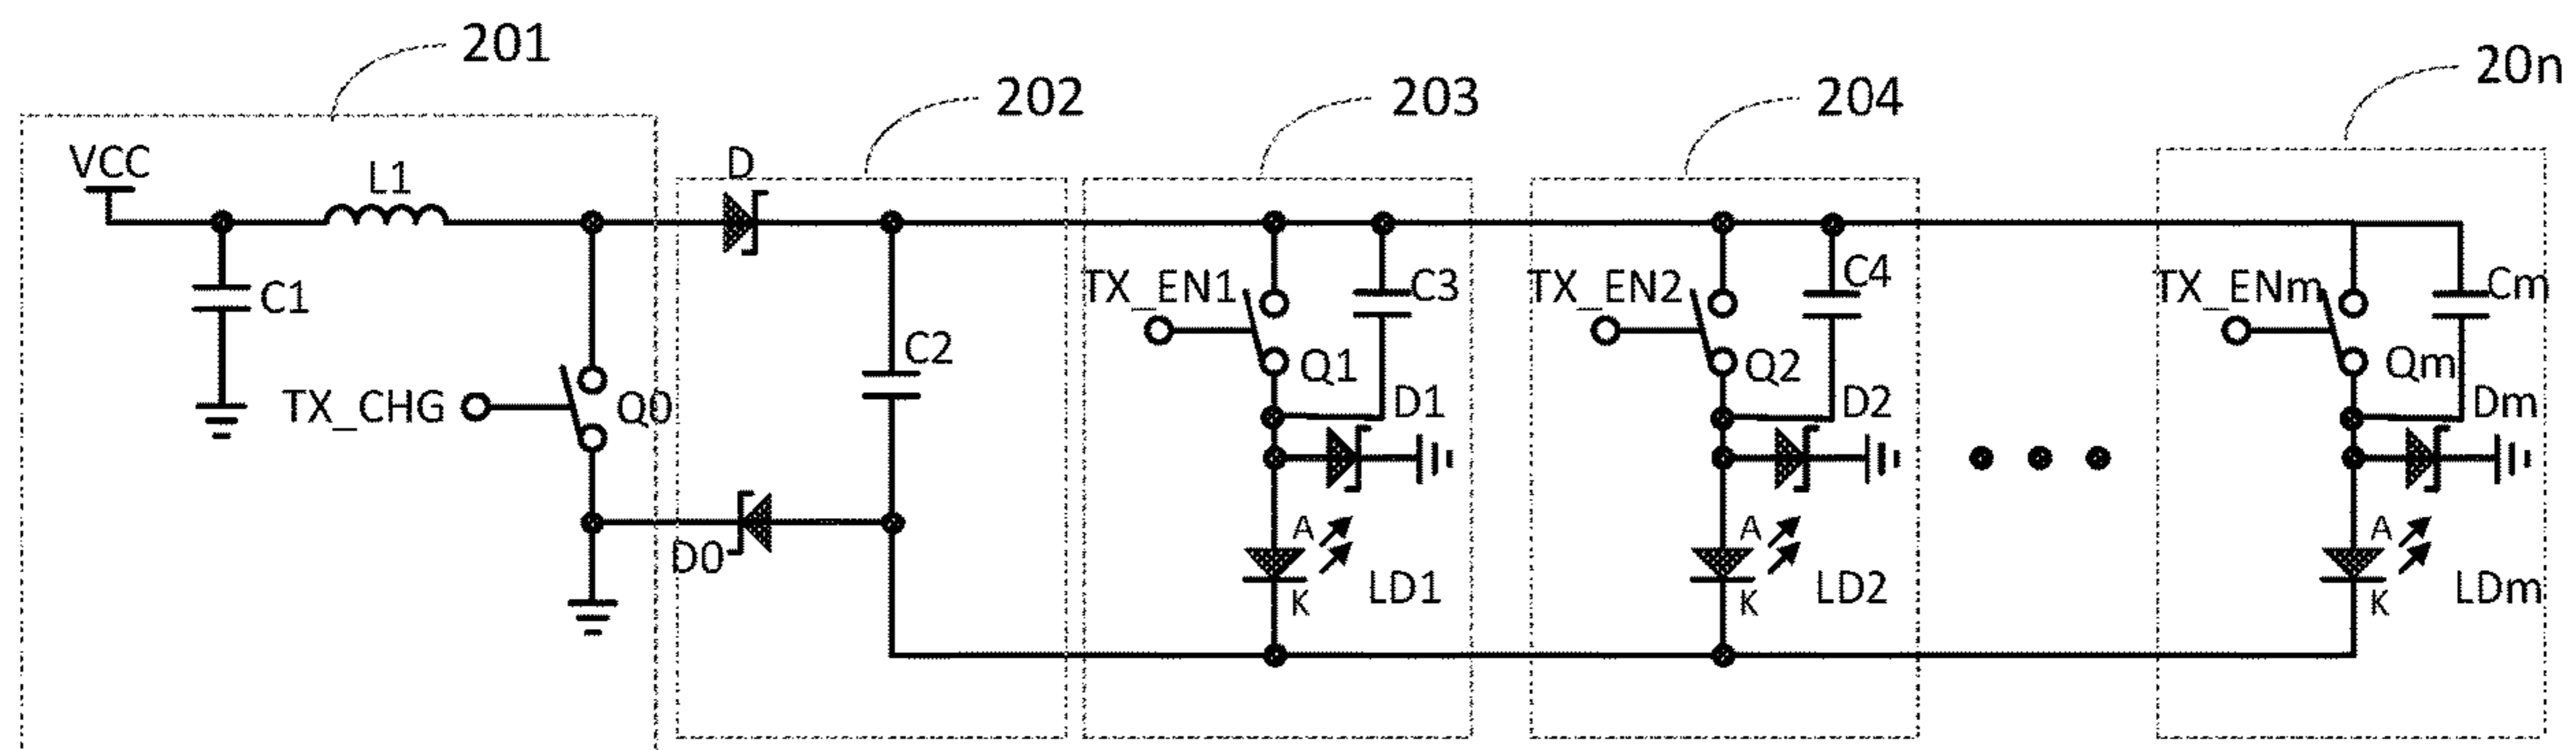 201
202
203
204
20n
VCC
L1
D
C1
TX_CHG
Q0
C2
D0
TX_EN1
C3
Q1
D1
A
K
LD1
TX_EN2
C4
Q2
D2
A
K
LD2
TX_ENm
Cm
Qm
Dm
A
K
LDm